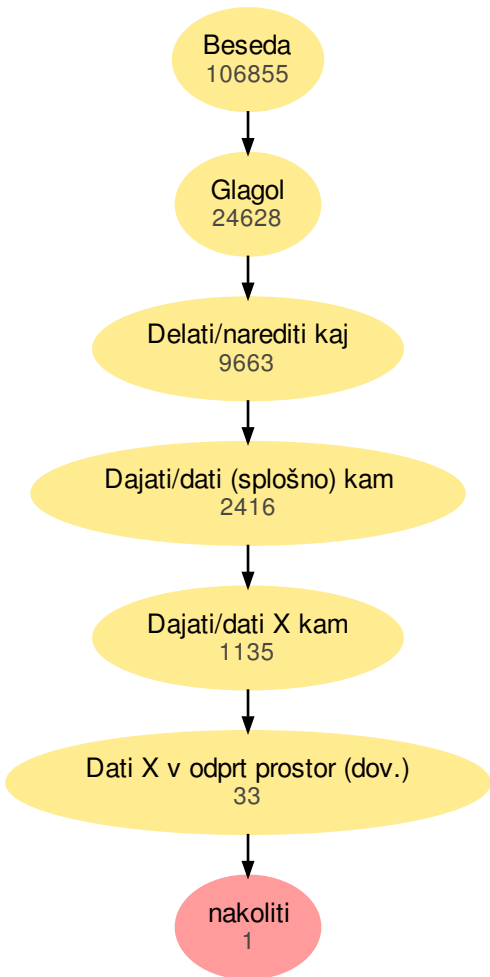 Beseda
106855
Glagol
24628
Delati/narediti kaj
9663
Dajati/dati (splošno) kam
2416
Dajati/dati X kam
1135
Dati X v odprt prostor (dov.)
33
nakoliti
1